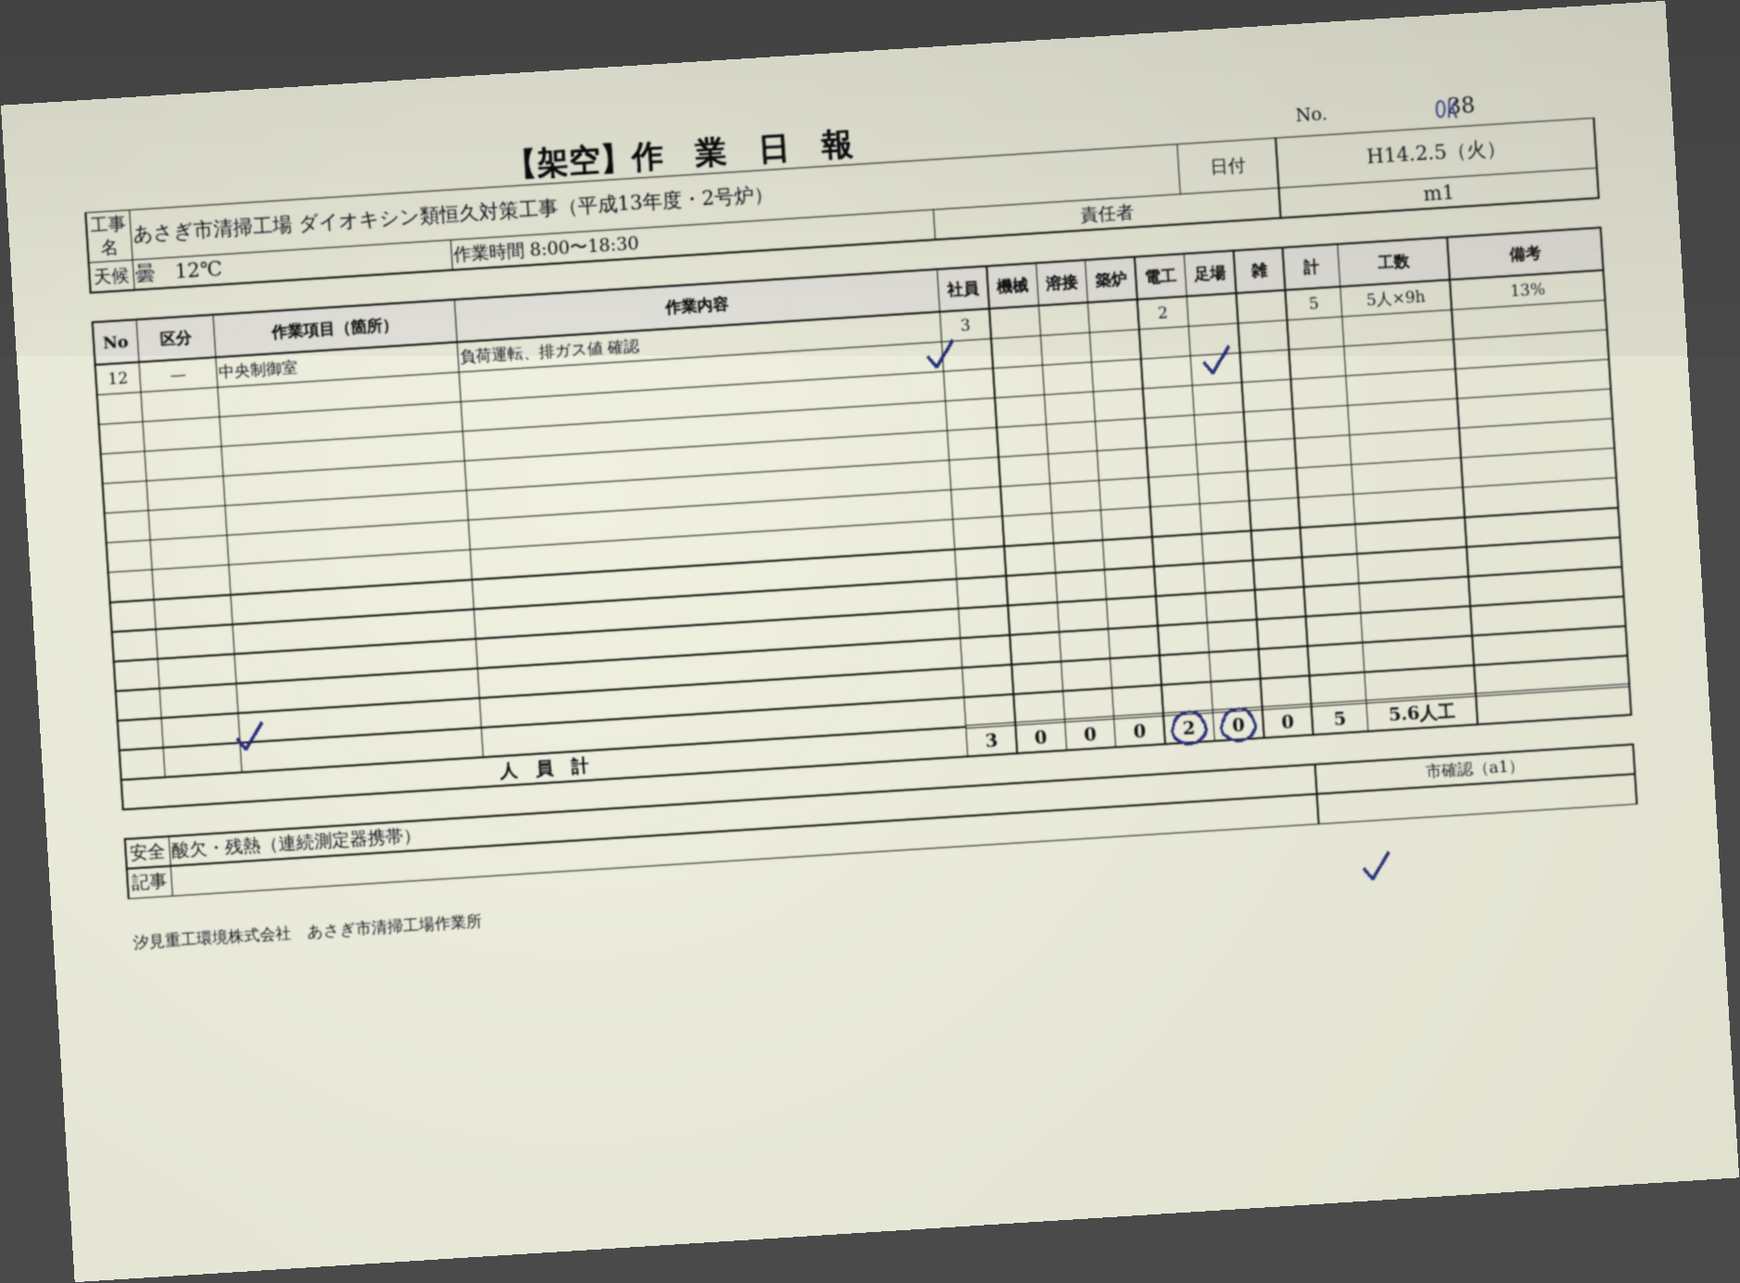 No. OK 38
【架空】作 業 日 報
工事名 あさぎ市清掃工場 ダイオキシン類恒久対策工事（平成13年度・2号炉） 日付 H14.2.5（火）
天候 曇 12℃ 作業時間 8:00〜18:30 責任者 m1
No 区分 作業項目（箇所） 作業内容 社員 機械 溶接 築炉 電工 足場 雑 計 工数 備考
12 — 中央制御室 負荷運転、排ガス値 確認 3 2 5 5人×9h 13%
人 員 計 3 0 0 0 2 0 0 5 5.6人工
市確認（a1）
安全 酸欠・残熱（連続測定器携帯）
記事
汐見重工環境株式会社 あさぎ市清掃工場作業所